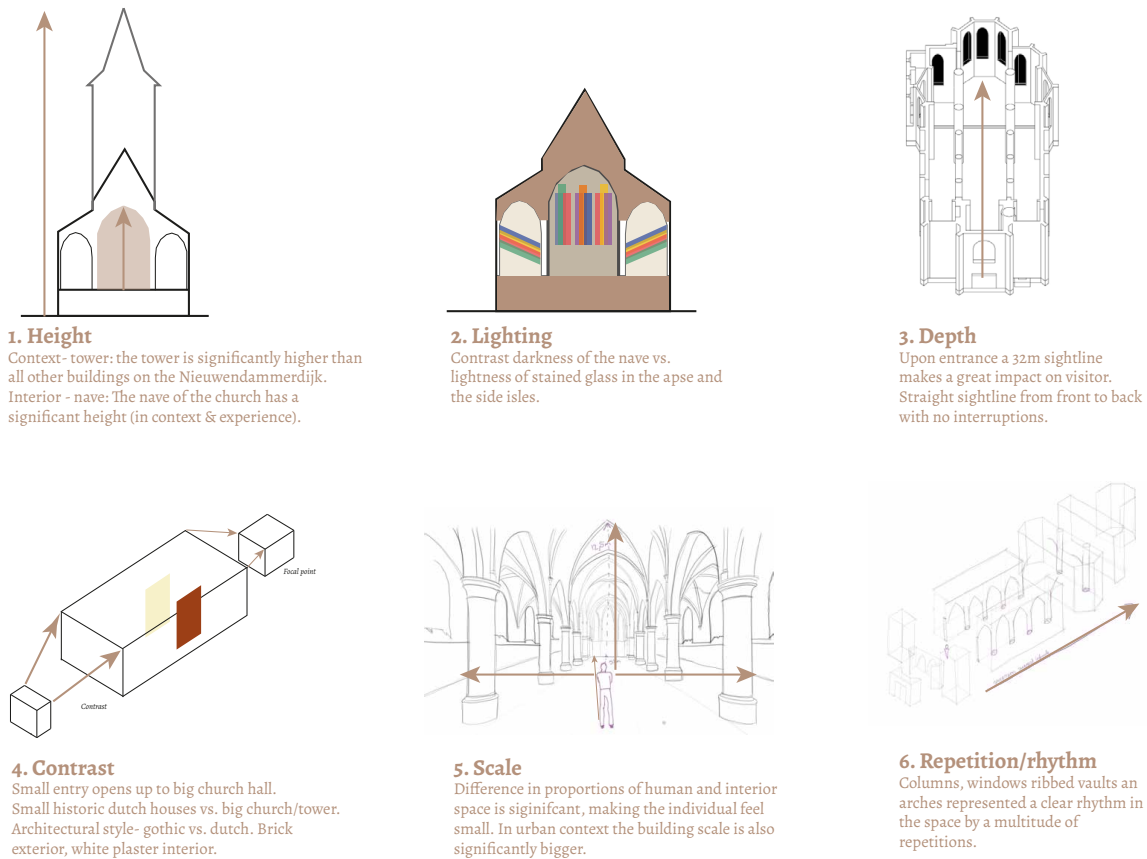 1. Height
Context- tower: the tower is significantly higher than
all other buildings on the Nieuwendammerdijk.
Interior - nave: The nave of the church has a
significant height (in context & experience).
2. Lighting
Contrast darkness of the nave vs.
lightness of stained glass in the apse and
the side isles.
3. Depth
Upon entrance a 32m sightline
makes a great impact on visitor.
Straight sightline from front to back
with no interruptions.
Focal point
Contrast
4. Contrast
Small entry opens up to big church hall.
Small historic dutch houses vs. big church/tower.
Architectural style- gothic vs. dutch. Brick
exterior, white plaster interior.
5. Scale
Difference in proportions of human and interior
space is siginifcant, making the individual feel
small. In urban context the building scale is also
significantly bigger.
6. Repetition/rhythm
Columns, windows ribbed vaults an
arches represented a clear rhythm in
the space by a multitude of
repetitions.